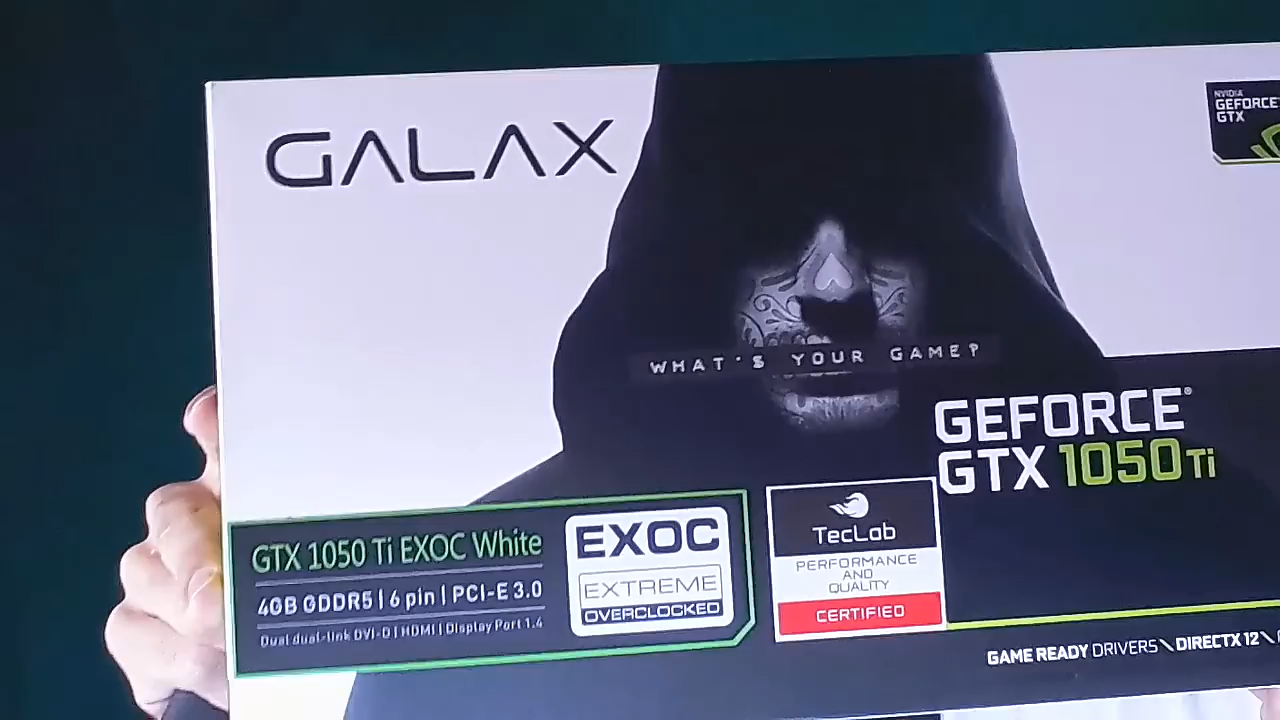 GALAX
NVIDIA
GEFORCE
GTX
WHAT'S YOUR GAME?
GEFORCE®
GTX 1050 Ti
GTX 1050 Ti EXOC White
4GB GDDR5 | 6 pin | PCI-E 3.0
Dual dual-link DVI-D | HDMI | Display Port 1.4
EXOC
EXTREME
OVERCLOCKED
TecLab
PERFORMANCE
AND
QUALITY
CERTIFIED
GAME READY DRIVERS \ DIRECTX 12 \